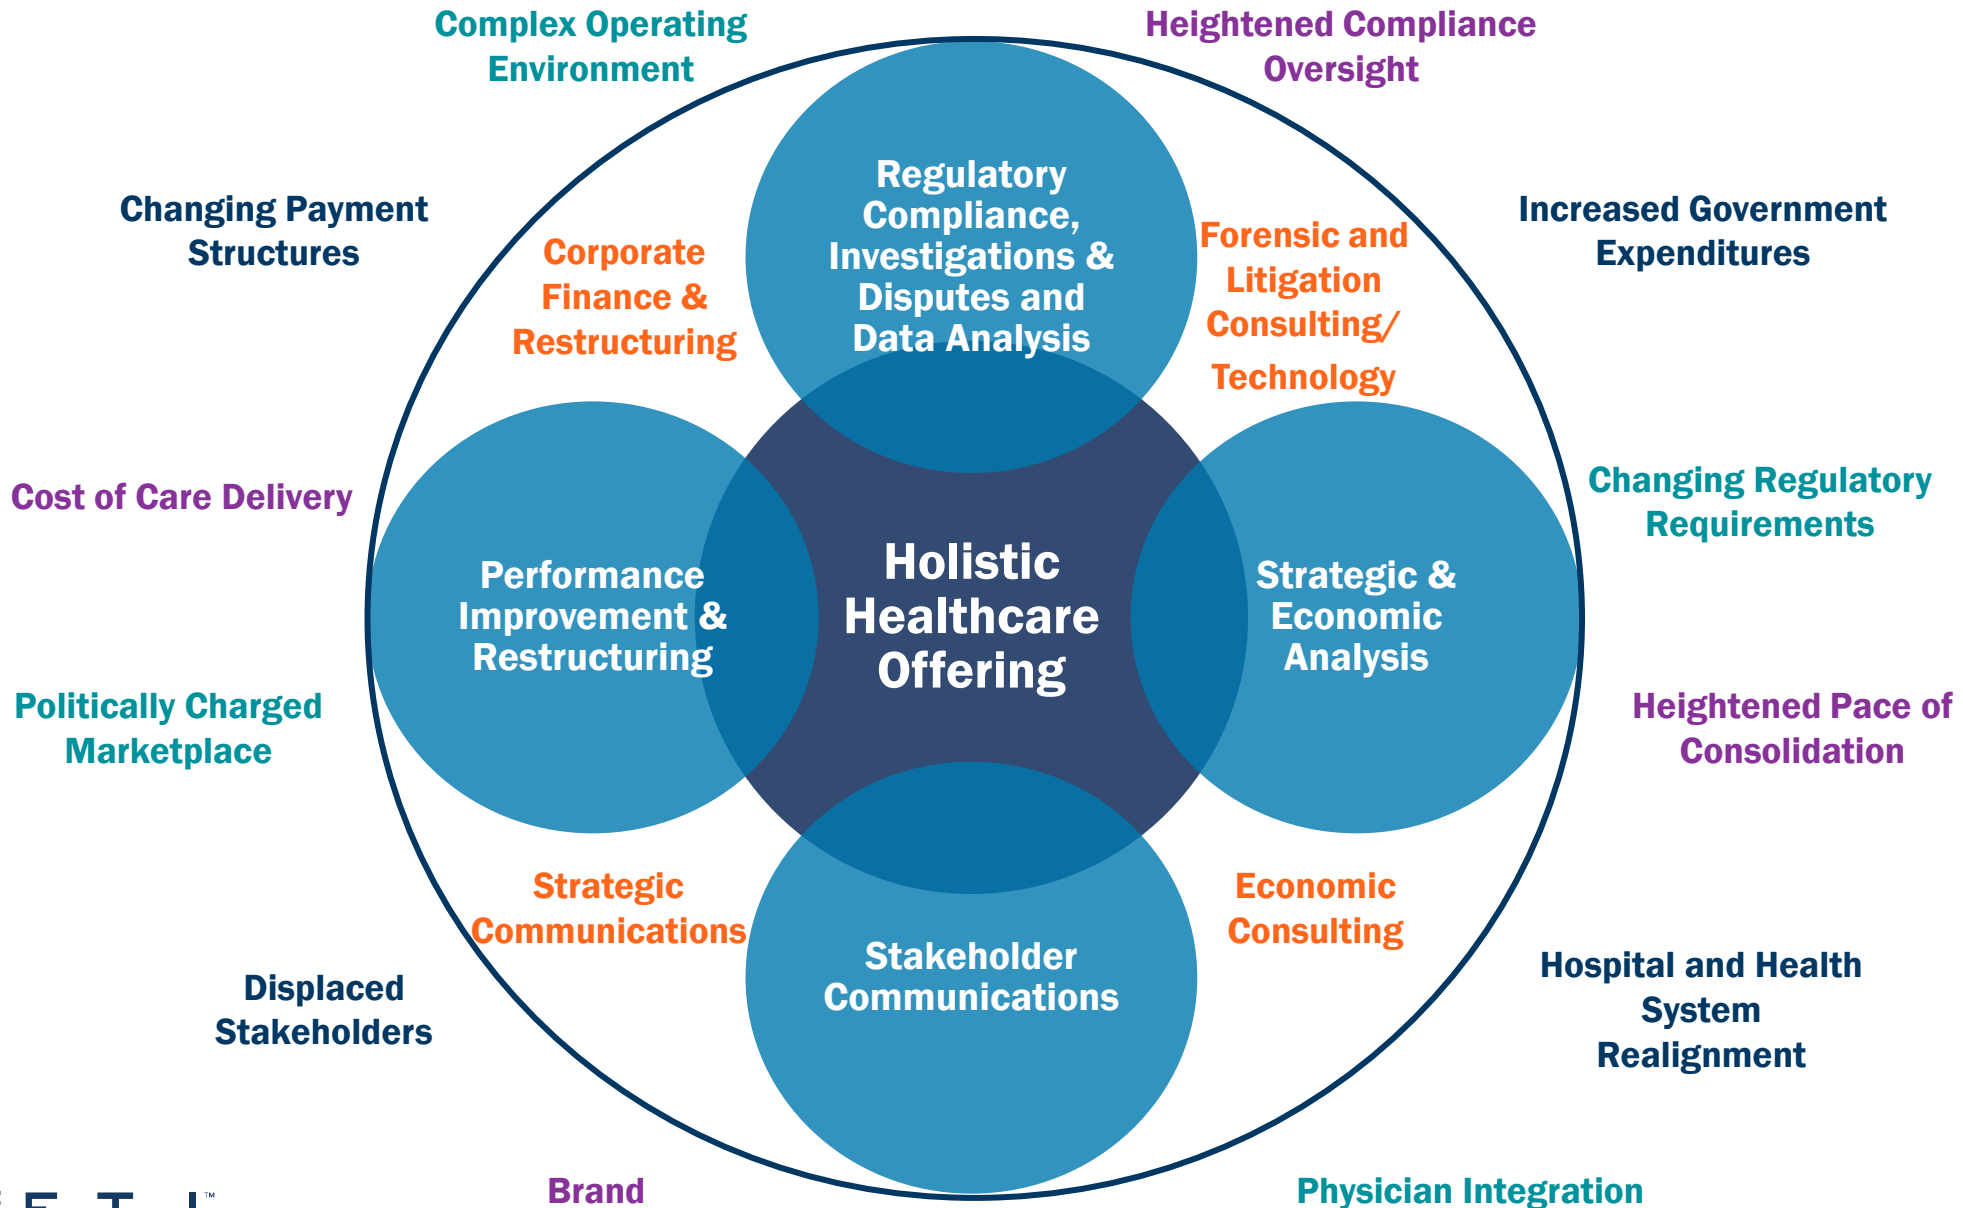 Complex Operating
Environment
Heightened Compliance
Oversight
Changing Payment
Structures
Corporate
Finance &
Restructuring
Regulatory
Compliance,
Investigations &
Disputes and
Data Analysis
Forensic and
Litigation
Consulting/
Technology
Increased Government
Expenditures
Cost of Care Delivery
Performance
Improvement &
Restructuring
Holistic
Healthcare
Offering
Strategic &
Economic
Analysis
Changing Regulatory
Requirements
Politically Charged
Marketplace
Heightened Pace of
Consolidation
Strategic
Communications
Stakeholder
Communications
Economic
Consulting
Displaced
Stakeholders
Hospital and Health
System
Realignment
Brand
Physician Integration